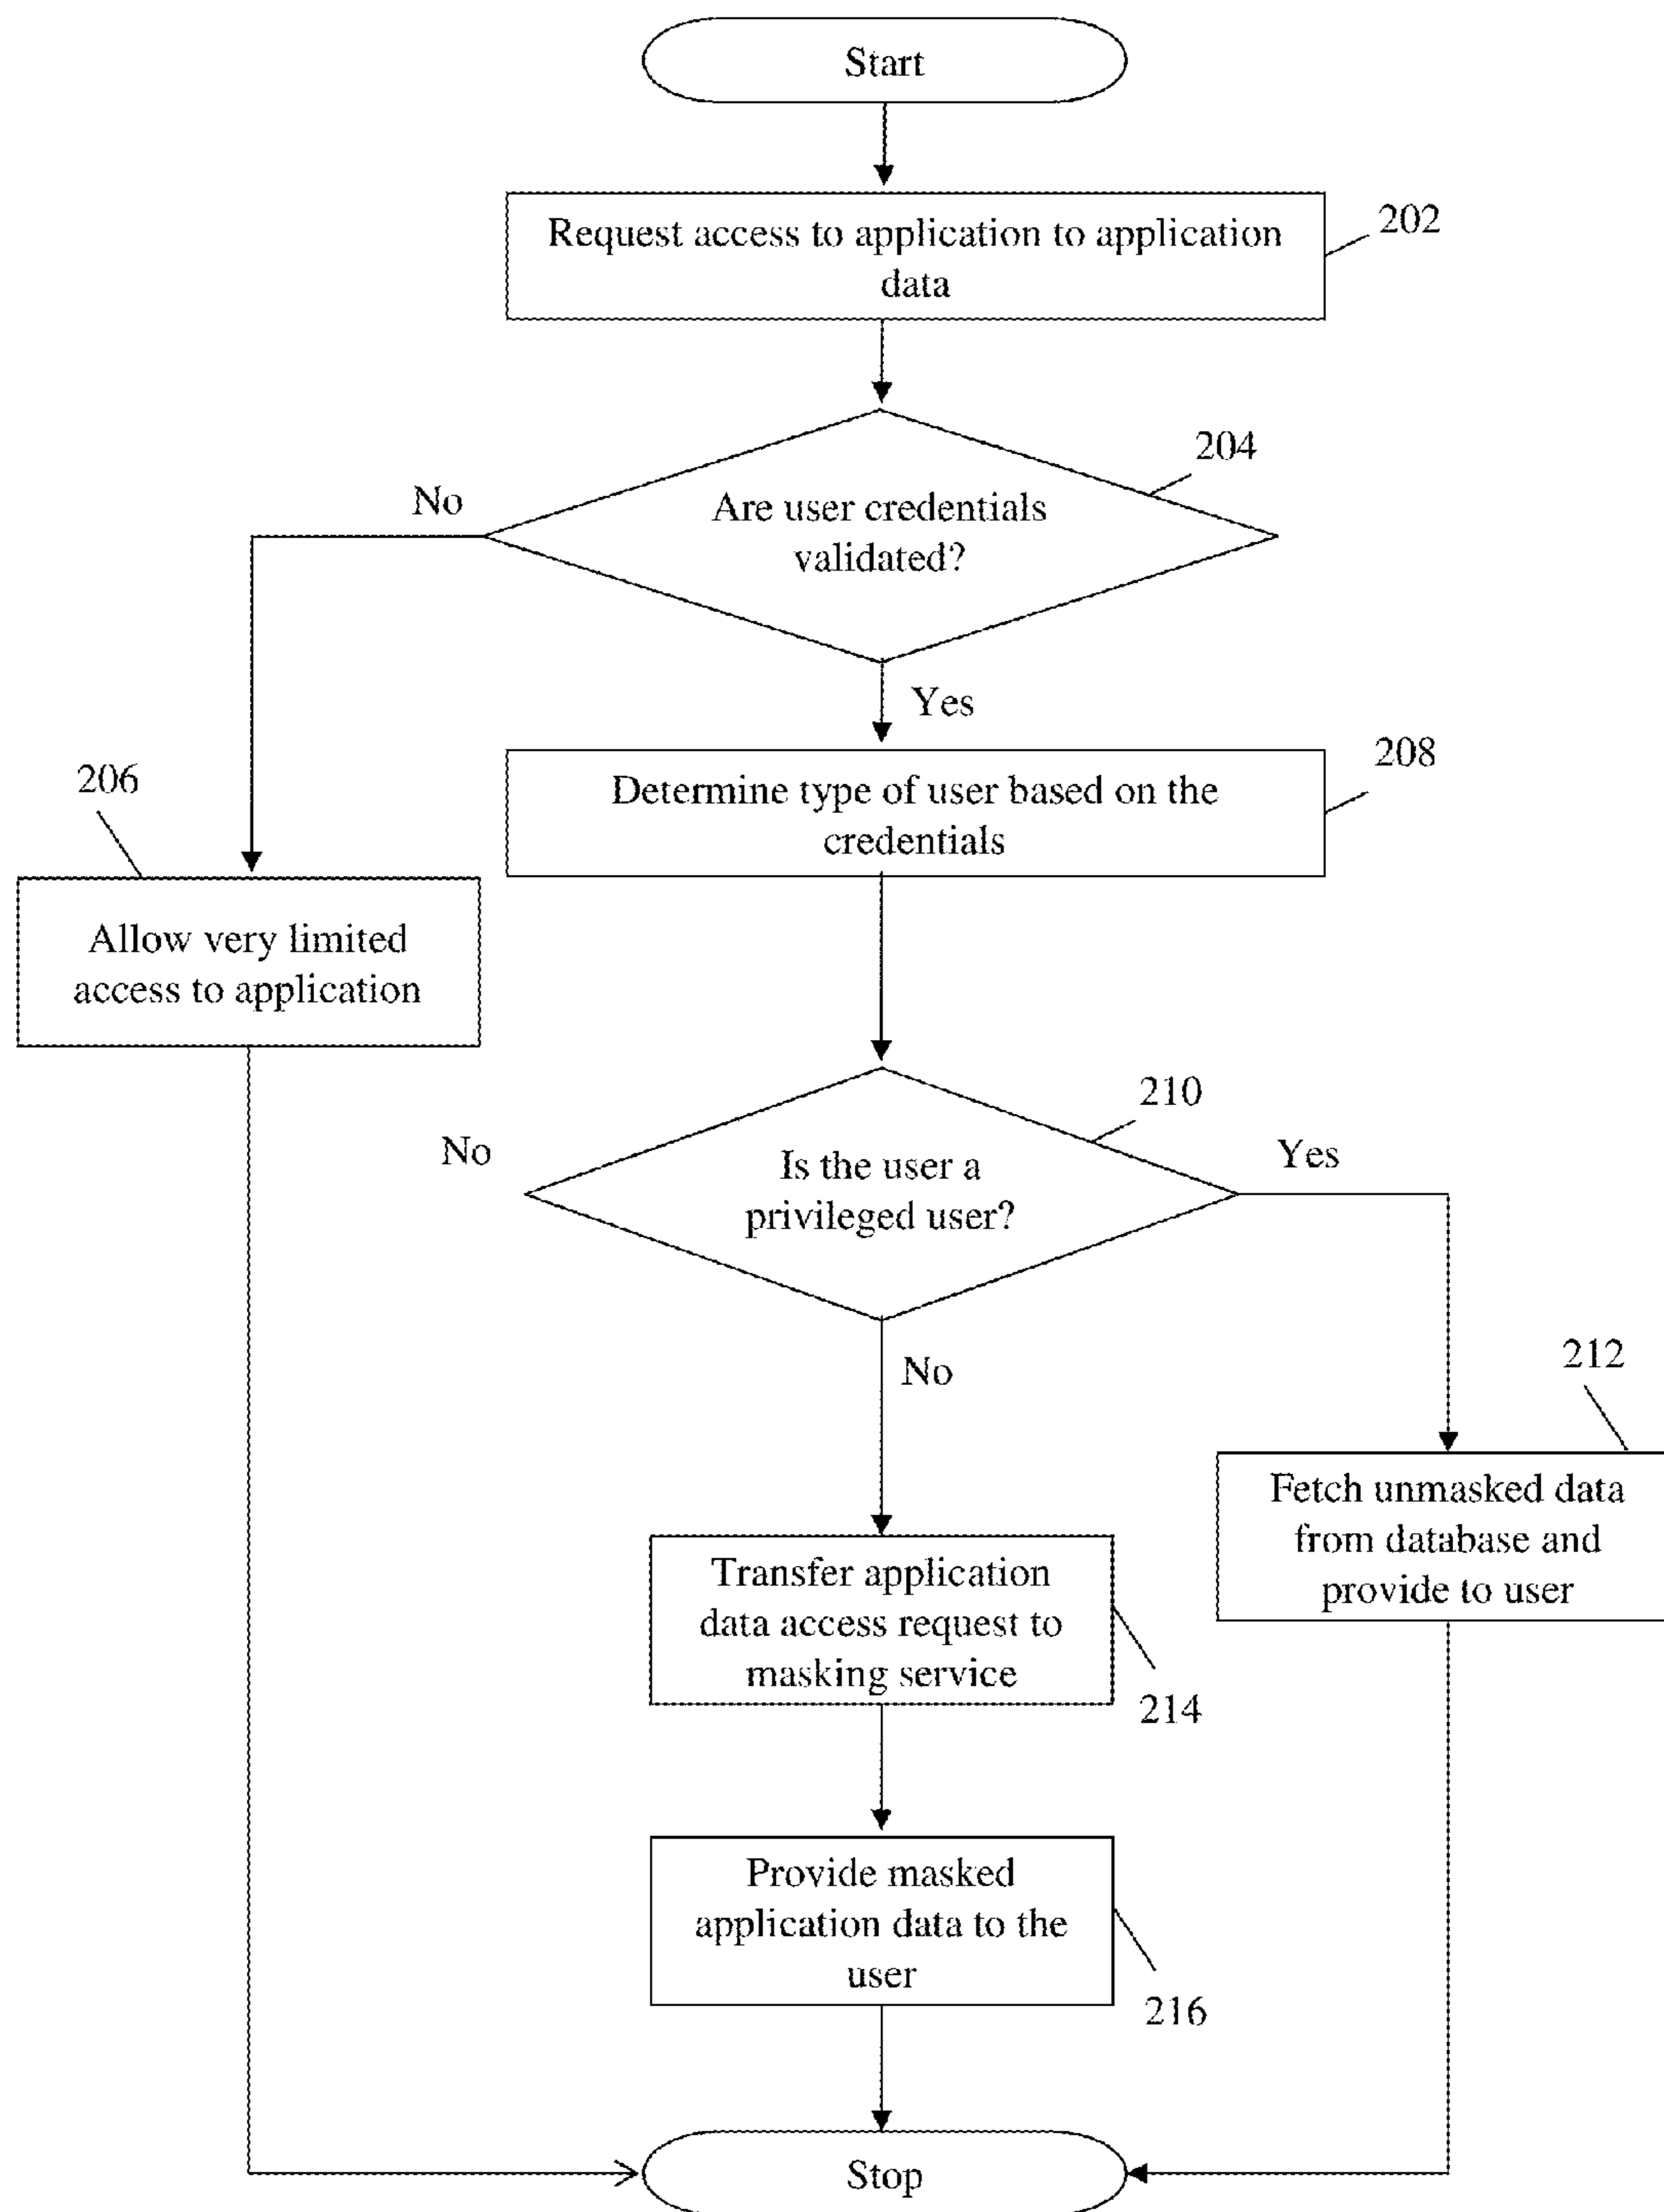 Start
Request access to application to application
data
202
204
Are user credentials
validated?
No
Yes
208
Determine type of user based on the
credentials
206
Allow very limited
access to application
210
No
Is the user a
privileged user?
Yes
No
212
Fetch unmasked data
from database and
provide to user
Transfer application
data access request to
masking service
214
Provide masked
application data to the
user
216
Stop